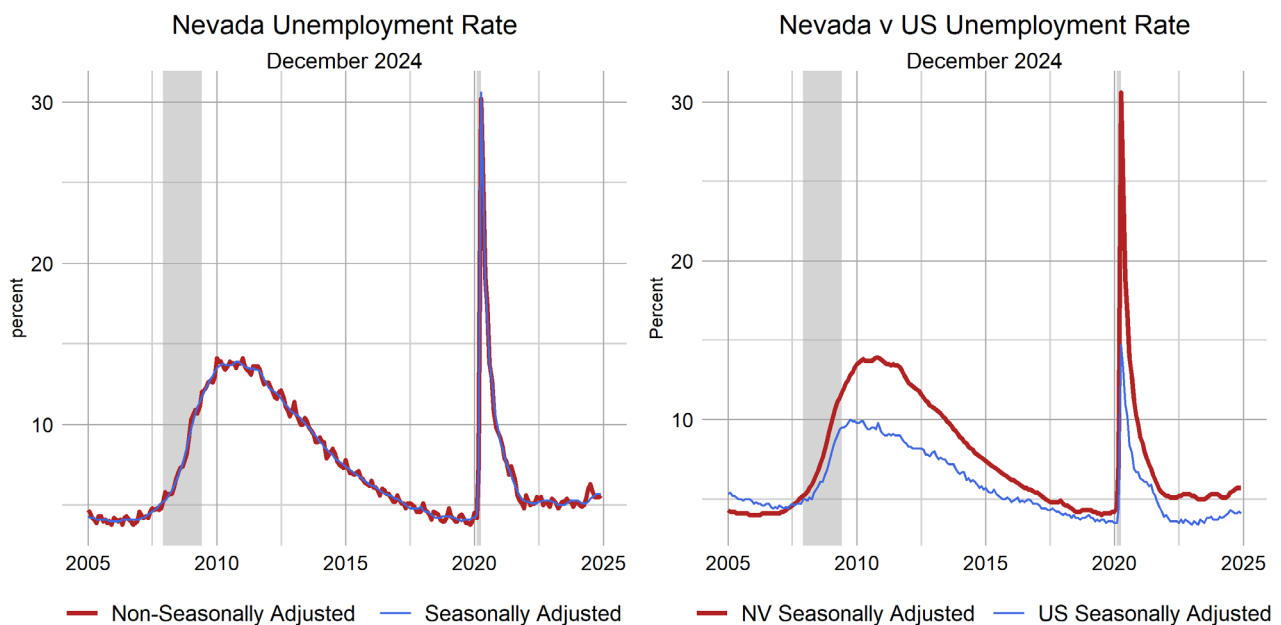 Nevada Unemployment Rate
December 2024
percent
30
20
10
2005 2010 2015 2020 2025
Non-Seasonally Adjusted Seasonally Adjusted
Nevada v US Unemployment Rate
December 2024
Percent
30
20
10
2005 2010 2015 2020 2025
NV Seasonally Adjusted US Seasonally Adjusted